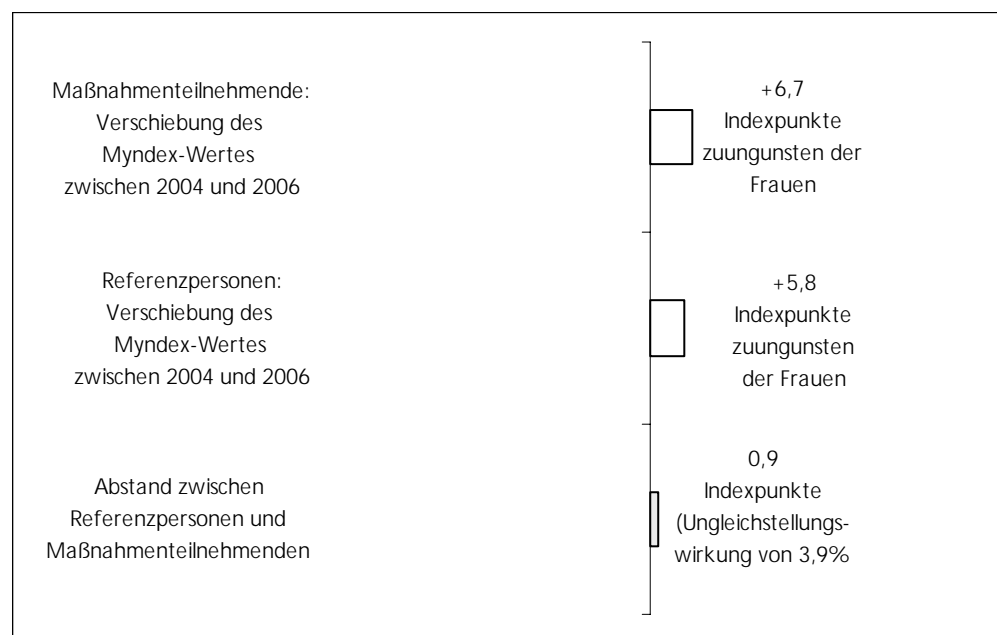 Maßnahmenteilnehmende:
Verschiebung des
Myndex-Wertes
zwischen 2004 und 2006
+6,7
Indexpunkte
zuungunsten der
Frauen
Referenzpersonen:
Verschiebung des
Myndex-Wertes
zwischen 2004 und 2006
+5,8
Indexpunkte
zuungunsten
der Frauen
Abstand zwischen
Referenzpersonen und
Maßnahmenteilnehmenden
0,9
Indexpunkte
(Ungleichstellungs-
wirkung von 3,9%